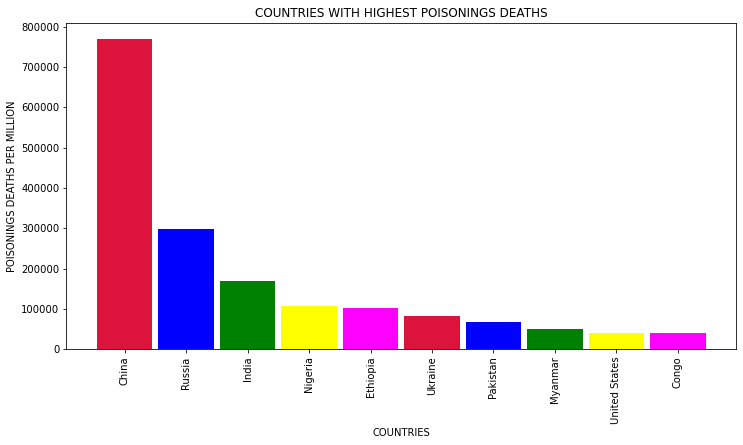 COUNTRIES WITH HIGHEST POISONINGS DEATHS
POISONINGS DEATHS PER MILLION
800000
700000
600000
500000
400000
300000
200000
100000
0
China
Russia
India
Nigeria
Ethiopia
Ukraine
Pakistan
Myanmar
United States
Congo
COUNTRIES